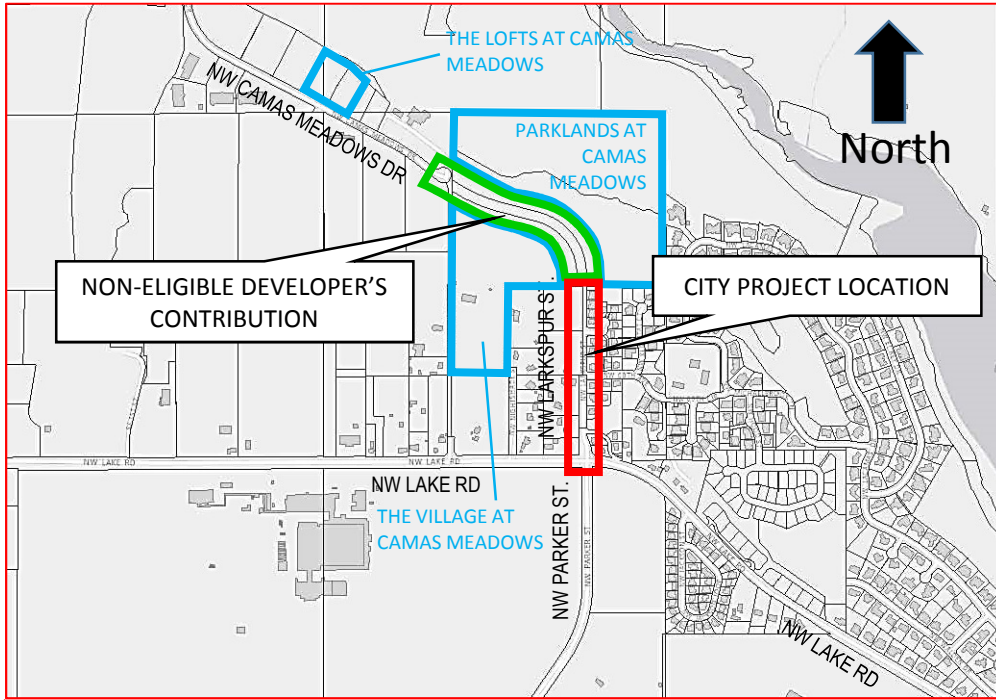 THE LOFTS AT CAMAS
MEADOWS
North
NW CAMAS MEADOWS DR
PARKLANDS AT
CAMAS
MEADOWS
NON-ELIGIBLE DEVELOPER'S
CONTRIBUTION
CITY PROJECT LOCATION
NW LARKSPUR ST.
NW LAKE RD
NW LAKE RD
NW LAKE RD
THE VILLAGE AT
CAMAS MEADOWS
NW PARKER ST.
NW PARKER ST
NW LAKE RD